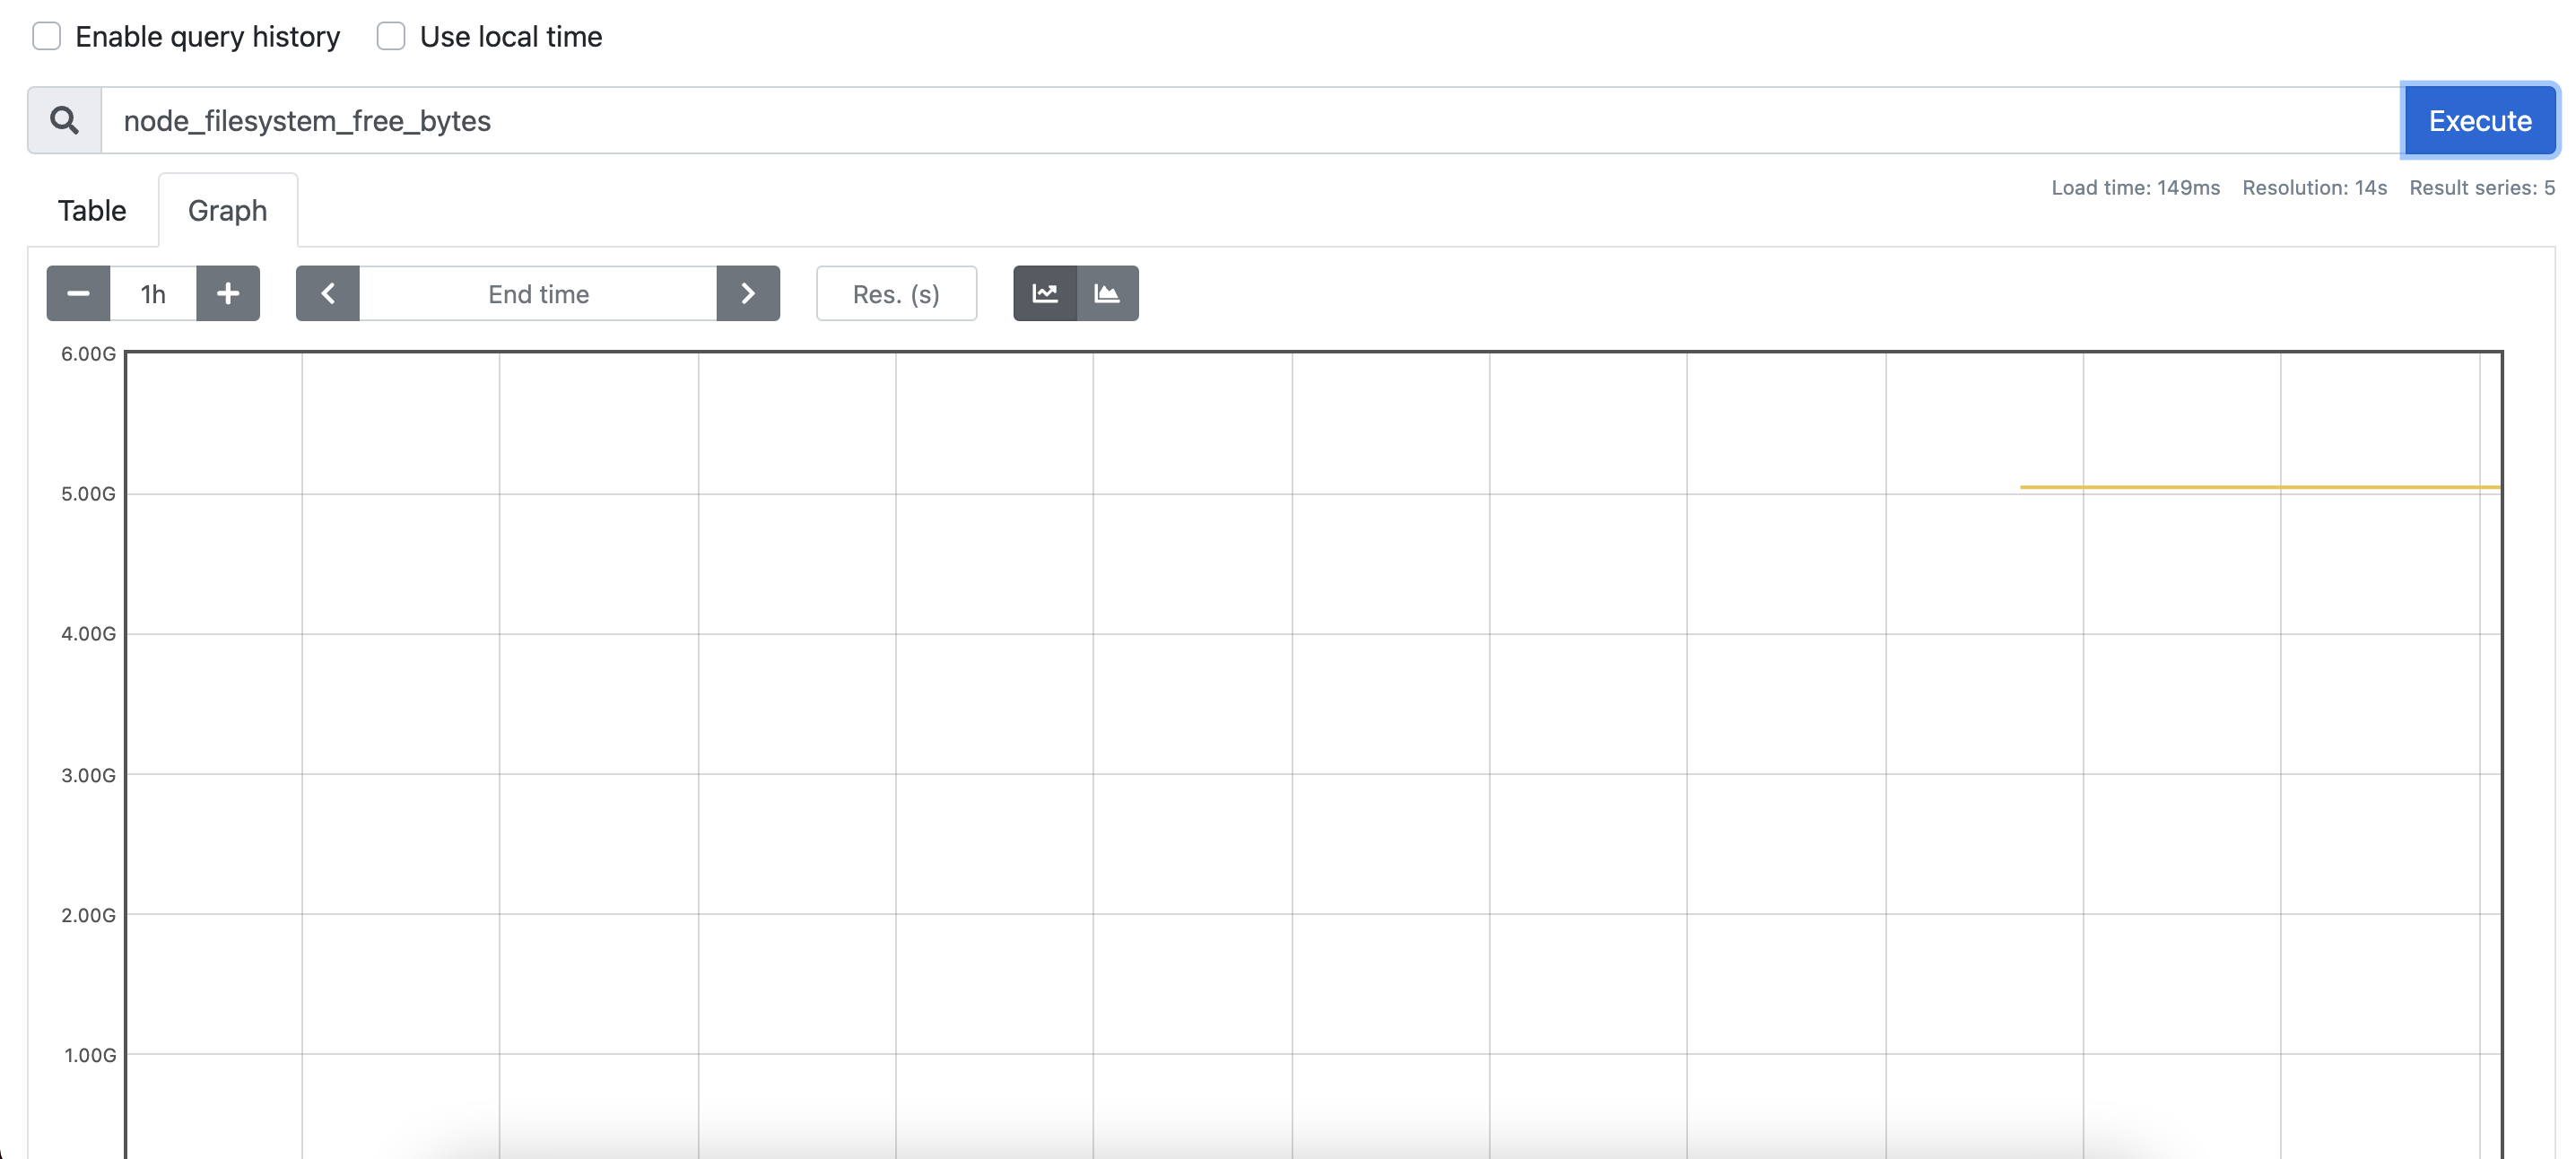 Enable query history Use local time
node_filesystem_free_bytes Execute
Load time: 149ms Resolution: 14s Result series: 5
Table Graph
1h End time Res. (s)
6.00G
5.00G
4.00G
3.00G
2.00G
1.00G